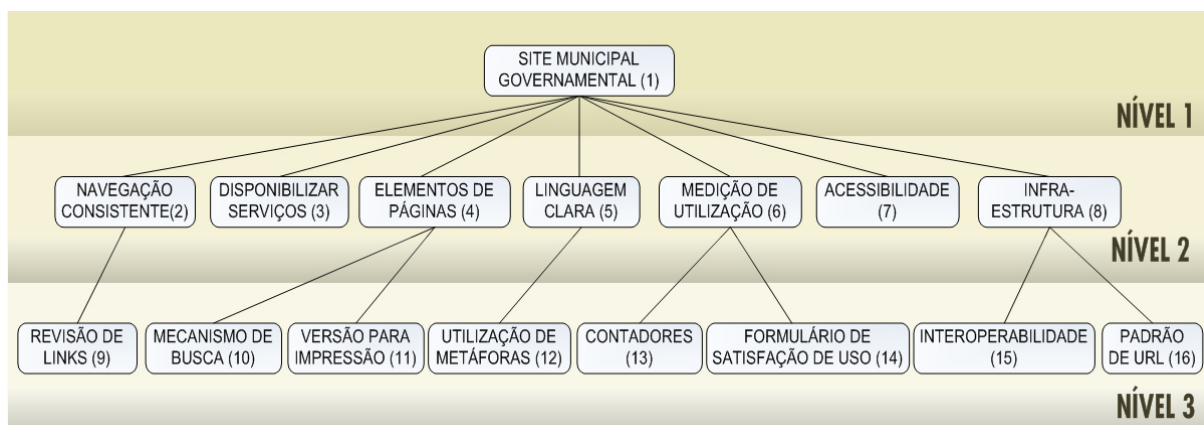 SITE MUNICIPAL
GOVERNAMENTAL (1)
NÍVEL 1
NAVEGAÇÃO
CONSISTENTE(2)
DISPONIBILIZAR
SERVIÇOS (3)
ELEMENTOS DE
PÁGINAS (4)
LINGUAGEM
CLARA (5)
MEDIÇÃO DE
UTILIZAÇÃO (6)
ACESSIBILIDADE
(7)
INFRA-
ESTRUTURA (8)
NÍVEL 2
REVISÃO DE
LINKS (9)
MECANISMO DE
BUSCA (10)
VERSÃO PARA
IMPRESSÃO (11)
UTILIZAÇÃO DE
METÁFORAS (12)
CONTADORES
(13)
FORMULÁRIO DE
SATISFAÇÃO DE USO (14)
INTEROPERABILIDADE
(15)
PADRÃO
DE URL (16)
NÍVEL 3